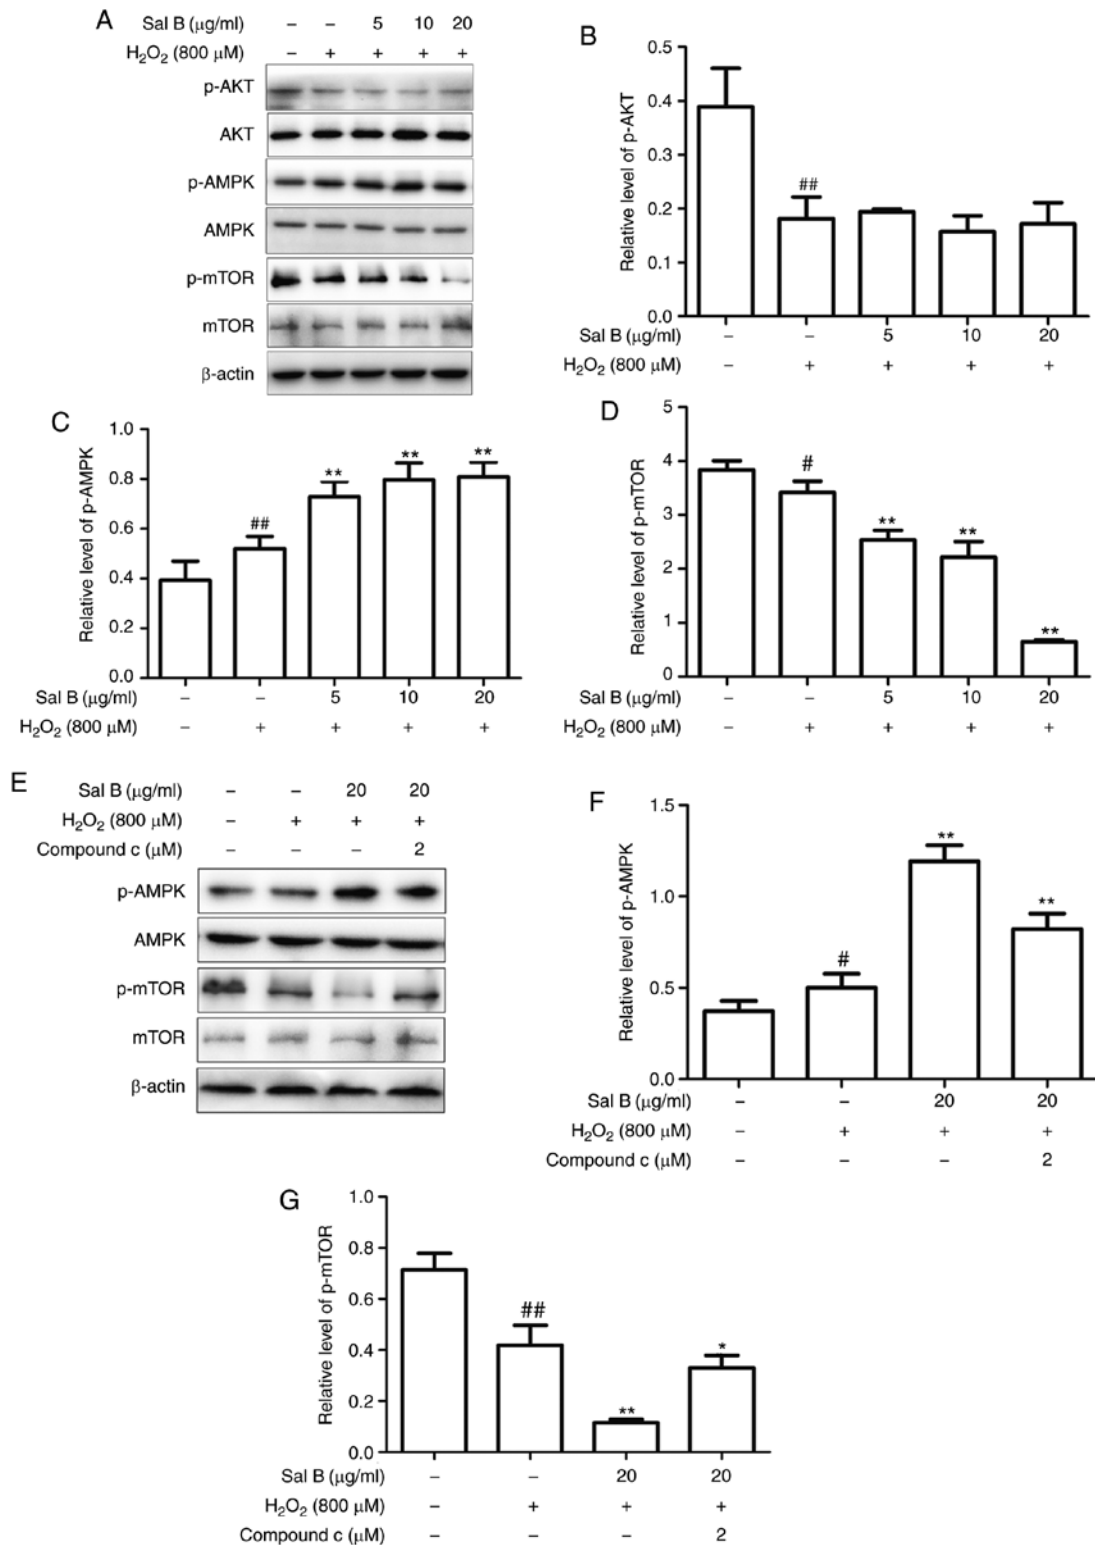 A
Sal B (µg/ml) – – 5 10 20
H₂O₂ (800 µM) – + + + +
p-AKT
AKT
p-AMPK
AMPK
p-mTOR
mTOR
β-actin
B
Relative level of p-AKT
0.5
0.4
0.3
0.2
0.1
0.0
##
Sal B (µg/ml) – – 5 10 20
H₂O₂ (800 µM) – + + + +
C
Relative level of p-AMPK
1.0
0.8
0.6
0.4
0.2
0.0
## ** ** **
Sal B (µg/ml) – – 5 10 20
H₂O₂ (800 µM) – + + + +
D
Relative level of p-mTOR
5
4
3
2
1
0
# ** ** **
Sal B (µg/ml) – – 5 10 20
H₂O₂ (800 µM) – + + + +
E
Sal B (µg/ml) – – 20 20
H₂O₂ (800 µM) – + + +
Compound c (µM) – – – 2
p-AMPK
AMPK
p-mTOR
mTOR
β-actin
F
Relative level of p-AMPK
1.5
1.0
0.5
0.0
# ** **
Sal B (µg/ml) – – 20 20
H₂O₂ (800 µM) – + + +
Compound c (µM) – – – 2
G
Relative level of p-mTOR
1.0
0.8
0.6
0.4
0.2
0.0
## ** *
Sal B (µg/ml) – – 20 20
H₂O₂ (800 µM) – + + +
Compound c (µM) – – – 2